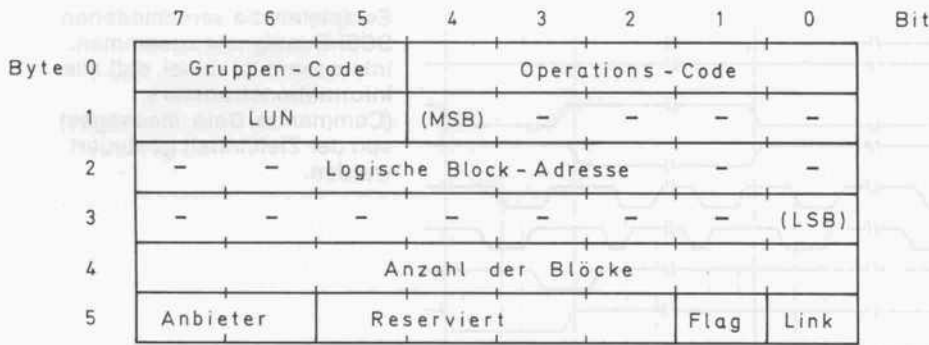 7 6 5 4 3 2 1 0 Bit
Byte 0 Gruppen-Code Operations-Code
1 LUN (MSB) – – – –
2 – – Logische Block-Adresse – –
3 – – – – – – – (LSB)
4 Anzahl der Blöcke
5 Anbieter Reserviert Flag Link